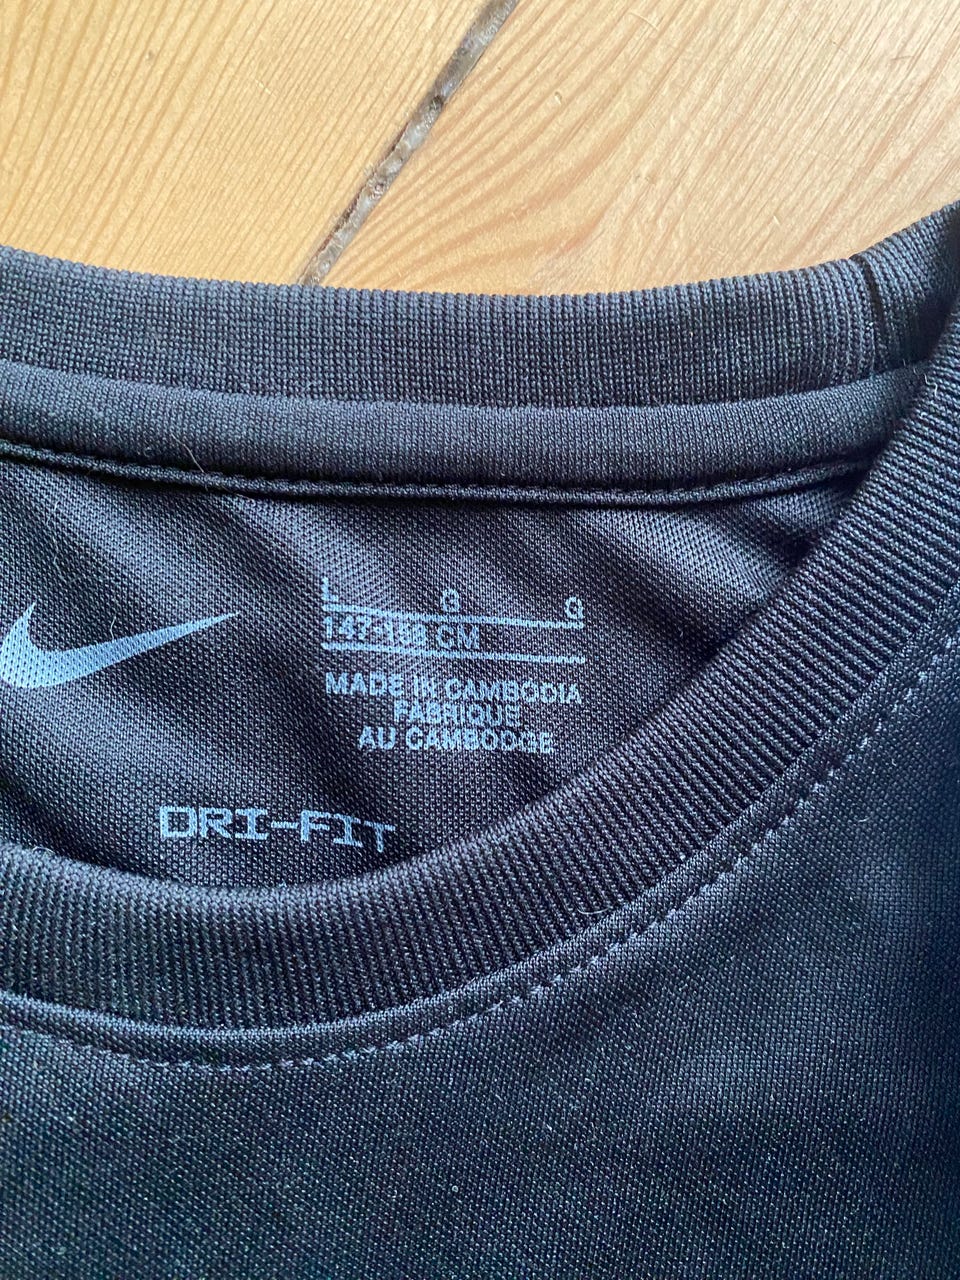 L G G
147-158 CM
MADE IN CAMBODIA
FABRIQUE
AU CAMBODGE
DRI-FIT